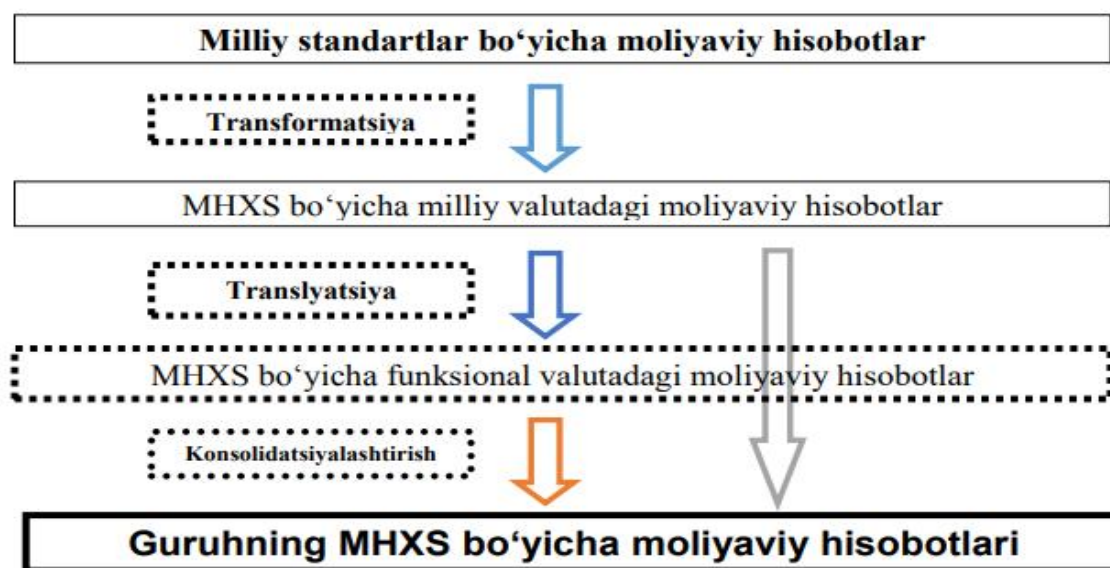 Milliy standartlar bo‘yicha moliyaviy hisobotlar
Transformatsiya
MHXS bo‘yicha milliy valutadagi moliyaviy hisobotlar
Translyatsiya
MHXS bo‘yicha funksional valutadagi moliyaviy hisobotlar
Konsolidatsiyalashtirish
Guruhning MHXS bo‘yicha moliyaviy hisobotlari